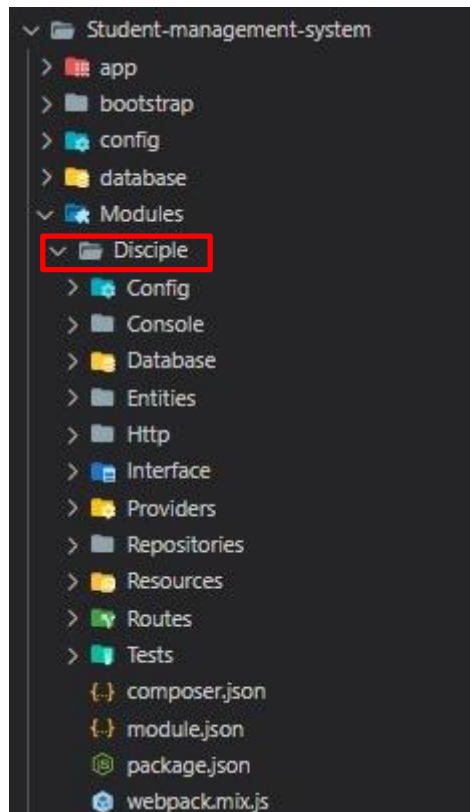 Student-management-system
app
bootstrap
config
database
Modules
Disciple
Config
Console
Database
Entities
Http
Interface
Providers
Repositories
Resources
Routes
Tests
{..} composer.json
{..} module.json
package.json
webpack.mix.js